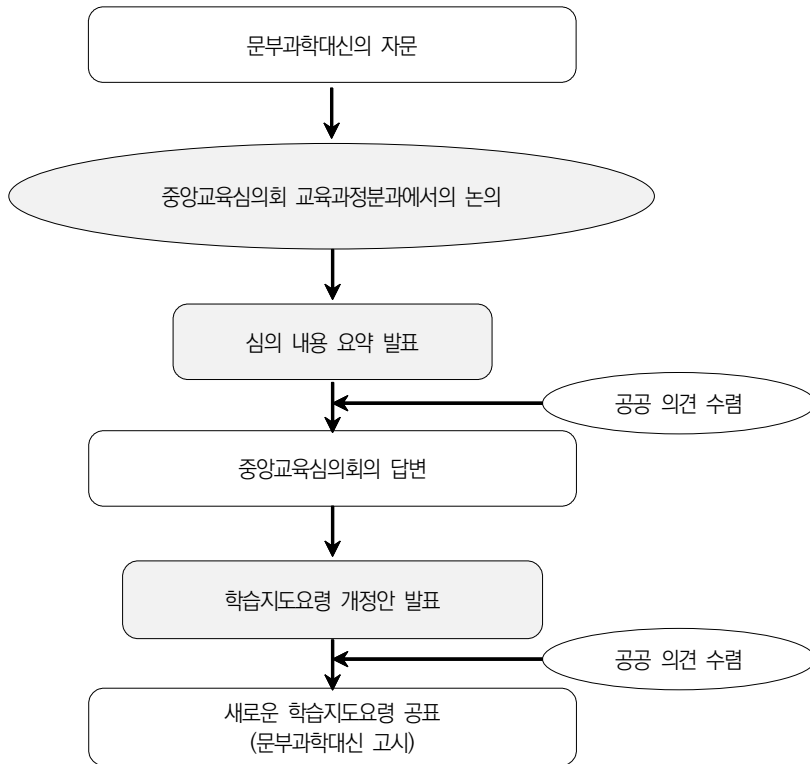 문부과학대신의 자문
중앙교육심의회 교육과정분과에서의 논의
심의 내용 요약 발표
공공 의견 수렴
중앙교육심의회의 답변
학습지도요령 개정안 발표
공공 의견 수렴
새로운 학습지도요령 공표
(문부과학대신 고시)